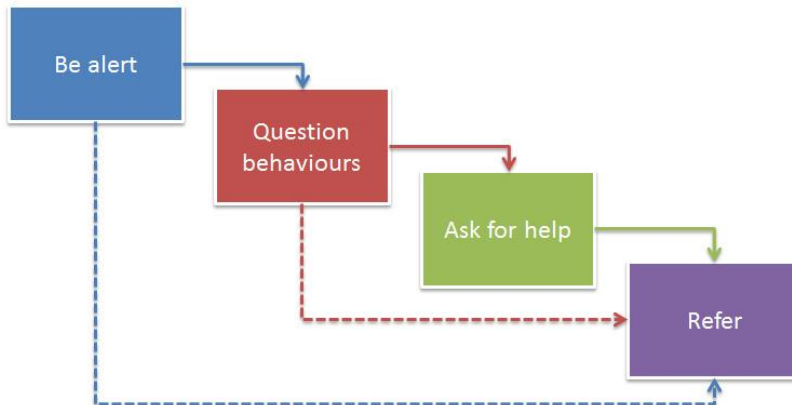 Be alert
Question
behaviours
Ask for help
Refer